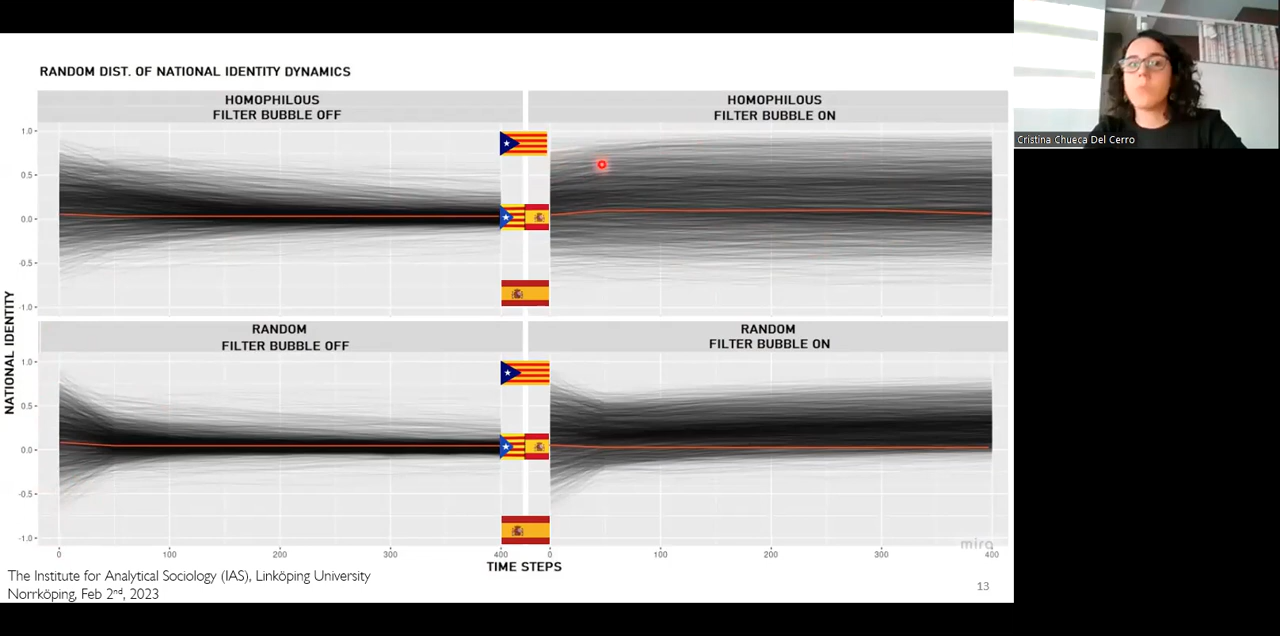 RANDOM DIST. OF NATIONAL IDENTITY DYNAMICS
HOMOPHILOUS
FILTER BUBBLE OFF
HOMOPHILOUS
FILTER BUBBLE ON
Cristina Chueca Del Cerro
1.0
0.5
0.0
-0.5
-1.0
RANDOM
FILTER BUBBLE OFF
RANDOM
FILTER BUBBLE ON
1.0
0.5
0.0
-0.5
-1.0
NATIONAL IDENTITY
0 100 200 300 400 0 100 200 300 400
TIME STEPS
miro
The Institute for Analytical Sociology (IAS), Linköping University
Norrköping, Feb 2nd, 2023
13